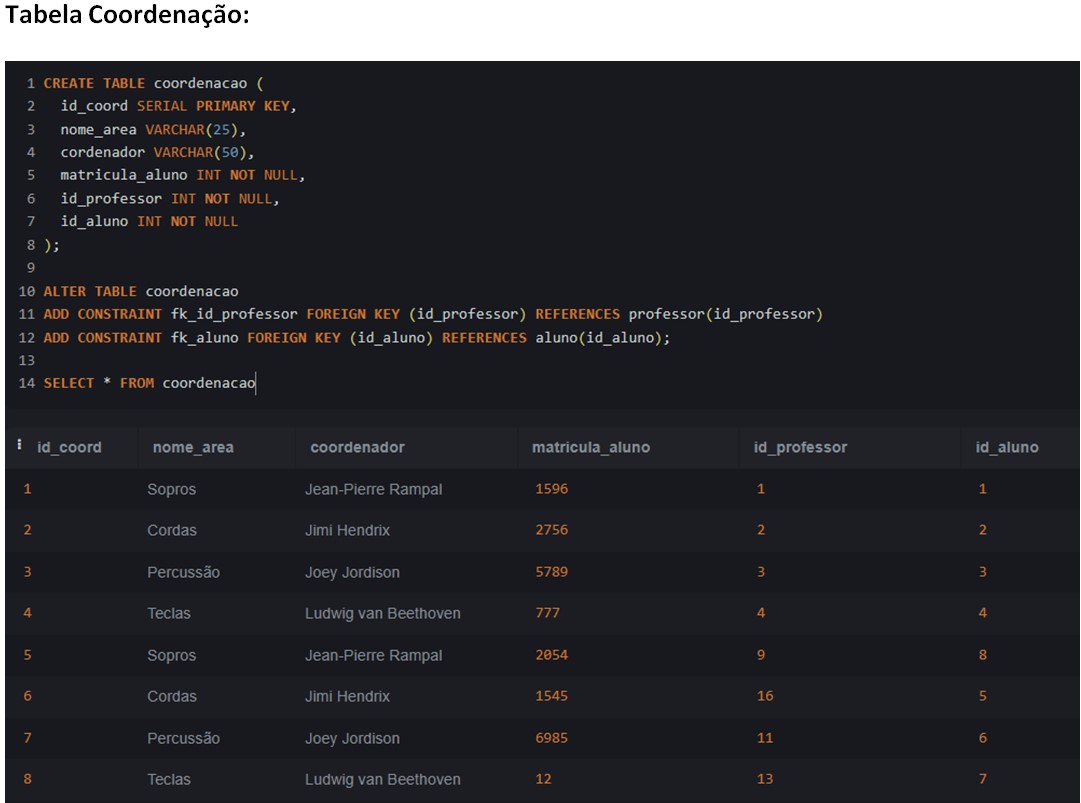 Tabela Coordenação:
1 CREATE TABLE coordenacao (
2 id_coord SERIAL PRIMARY KEY,
3 nome_area VARCHAR(25),
4 cordenador VARCHAR(50),
5 matricula_aluno INT NOT NULL,
6 id_professor INT NOT NULL,
7 id_aluno INT NOT NULL
8 );
9
10 ALTER TABLE coordenacao
11 ADD CONSTRAINT fk_id_professor FOREIGN KEY (id_professor) REFERENCES professor(id_professor)
12 ADD CONSTRAINT fk_aluno FOREIGN KEY (id_aluno) REFERENCES aluno(id_aluno);
13
14 SELECT * FROM coordenacao
id_coord nome_area coordenador matricula_aluno id_professor id_aluno
1 Sopros Jean-Pierre Rampal 1596 1 1
2 Cordas Jimi Hendrix 2756 2 2
3 Percussão Joey Jordison 5789 3 3
4 Teclas Ludwig van Beethoven 777 4 4
5 Sopros Jean-Pierre Rampal 2054 9 8
6 Cordas Jimi Hendrix 1545 16 5
7 Percussão Joey Jordison 6985 11 6
8 Teclas Ludwig van Beethoven 12 13 7